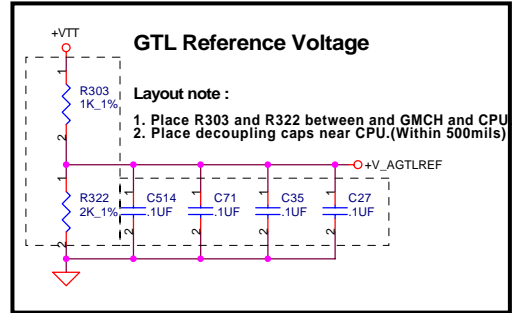 +VTT
GTL Reference Voltage
1
R303
1K_1%
2
Layout note :
1. Place R303 and R322 between and GMCH and CPU
2. Place decoupling caps near CPU.(Within 500mils)
+V_AGTLREF
1
R322
2K_1%
2
1
C514
.1UF
2
1
C71
.1UF
2
1
C35
.1UF
2
1
C27
.1UF
2